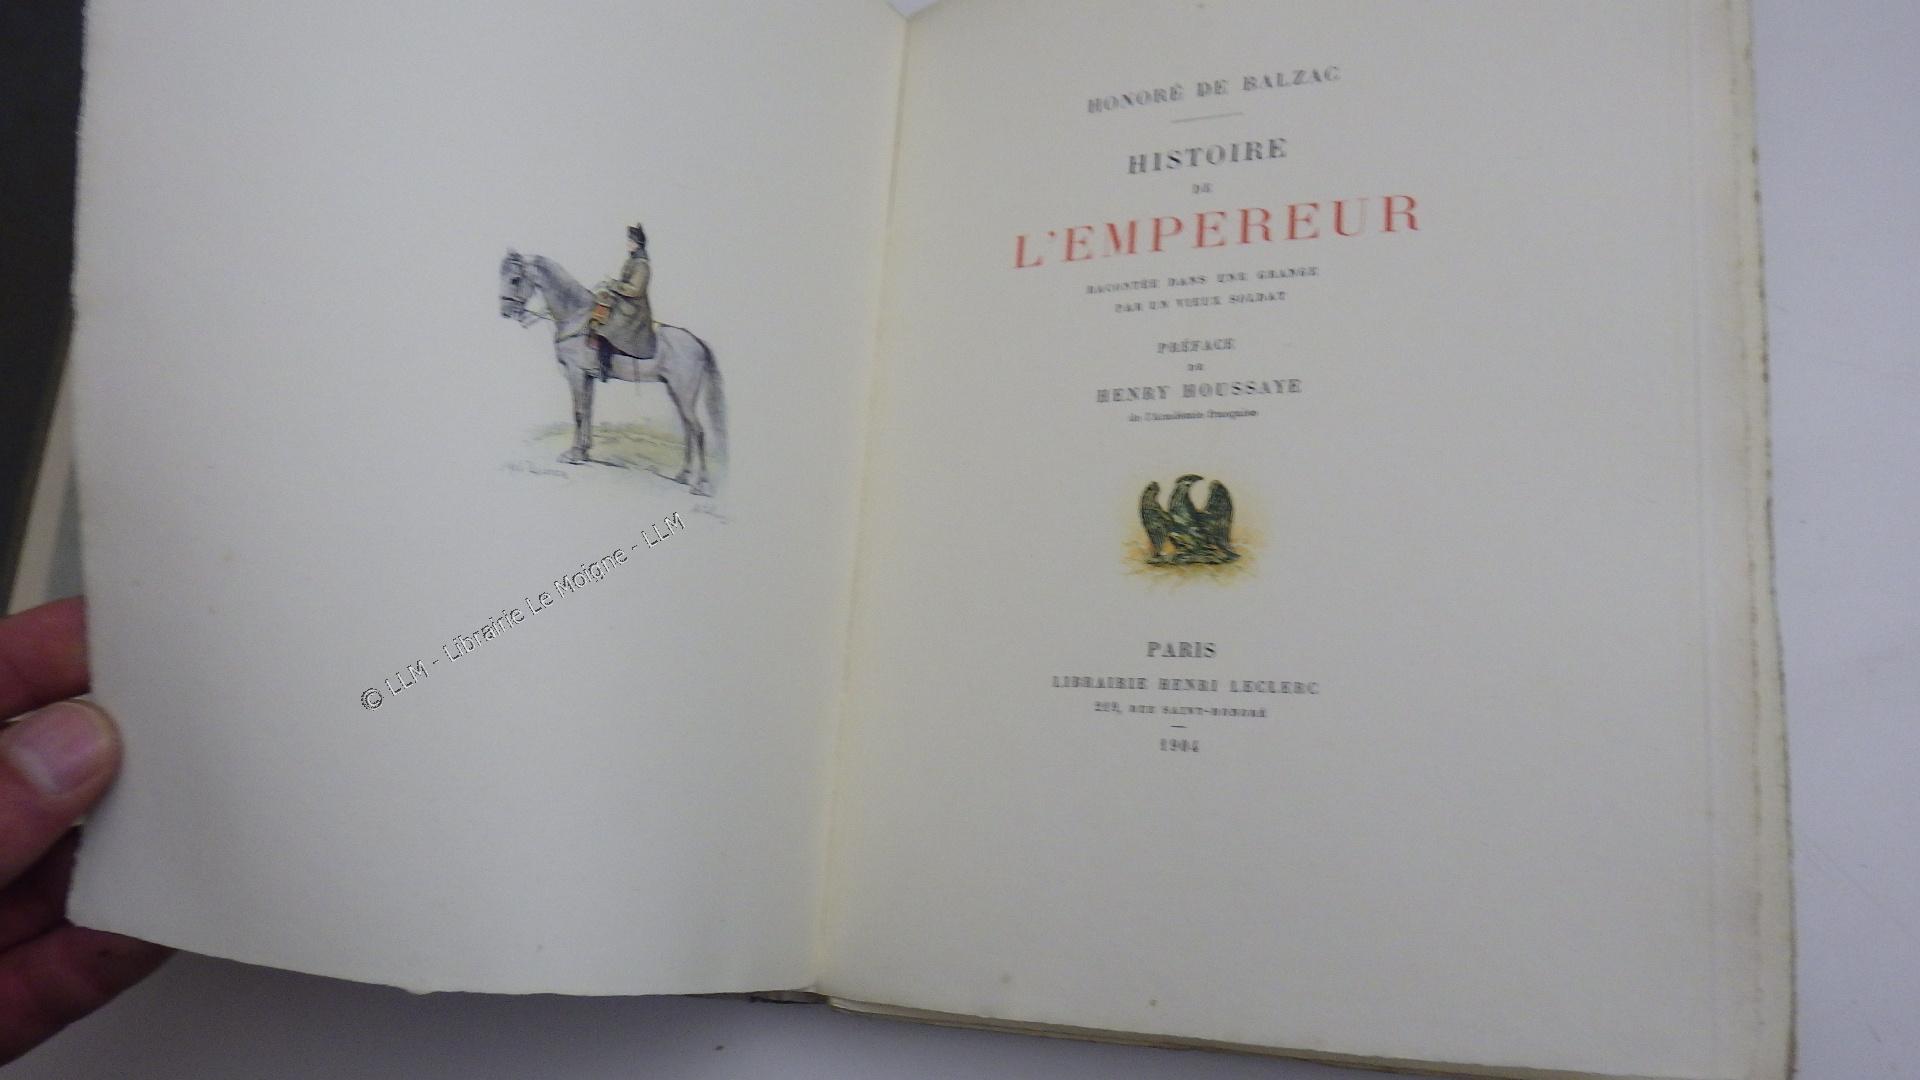 HONORÉ DE BALZAC
HISTOIRE
DE
L'EMPEREUR
RACONTÉE DANS UNE GRANGE
PAR UN VIEUX SOLDAT
PRÉFACE
DE
HENRY HOUSSAYE
de l'Académie française
PARIS
LIBRAIRIE HENRI LECLERC
219, RUE SAINT-HONORÉ
1904
© LLM - Librairie Le Moigne - LLM